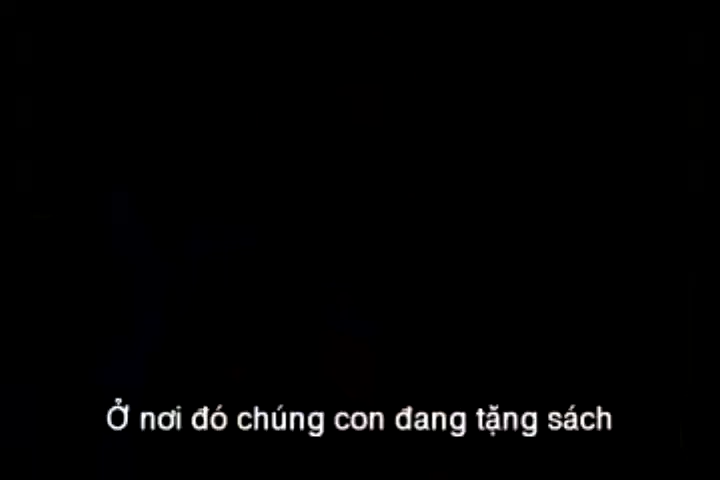 Ở nơi đó chúng con đang tặng sách